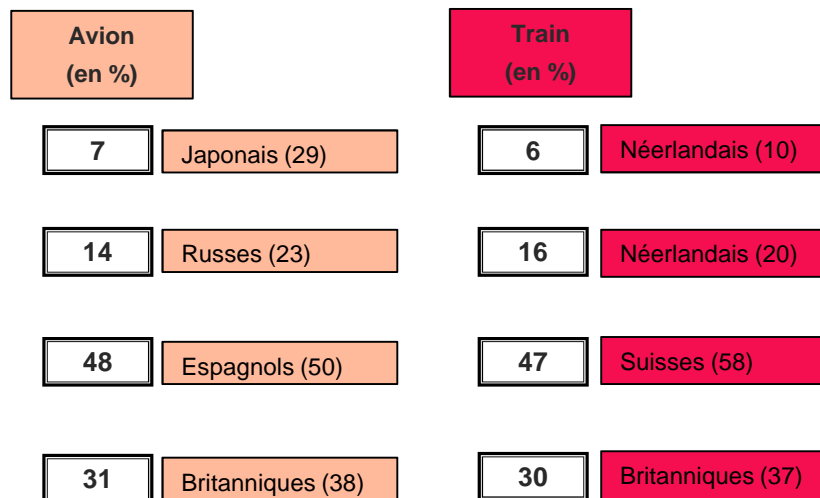 Avion
(en %)
Train
(en %)
7 Japonais (29)
6 Néerlandais (10)
14 Russes (23)
16 Néerlandais (20)
48 Espagnols (50)
47 Suisses (58)
31 Britanniques (38)
30 Britanniques (37)